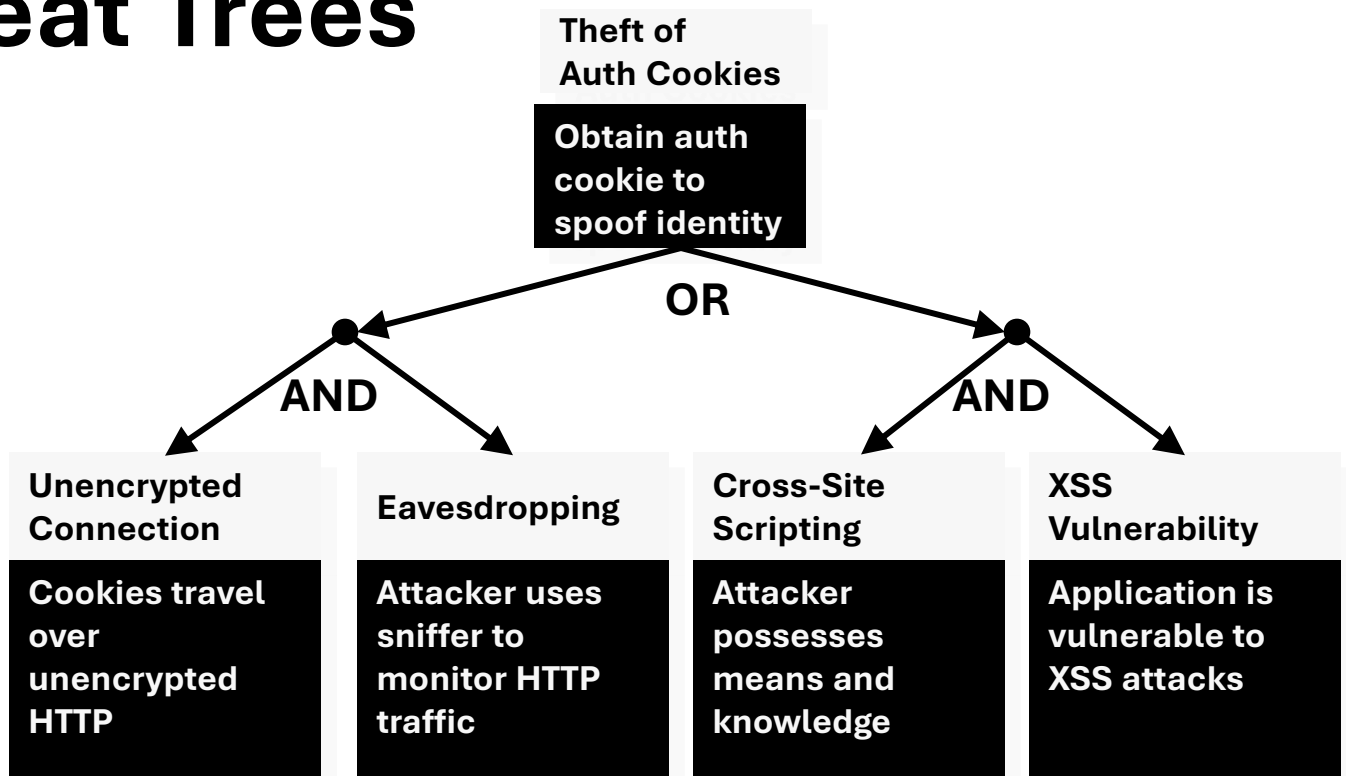 eat Trees
Theft of
Auth Cookies
Obtain auth
cookie to
spoof identity
OR
AND
AND
Unencrypted
Connection
Cookies travel
over
unencrypted
HTTP
Eavesdropping
Attacker uses
sniffer to
monitor HTTP
traffic
Cross-Site
Scripting
Attacker
possesses
means and
knowledge
XSS
Vulnerability
Application is
vulnerable to
XSS attacks